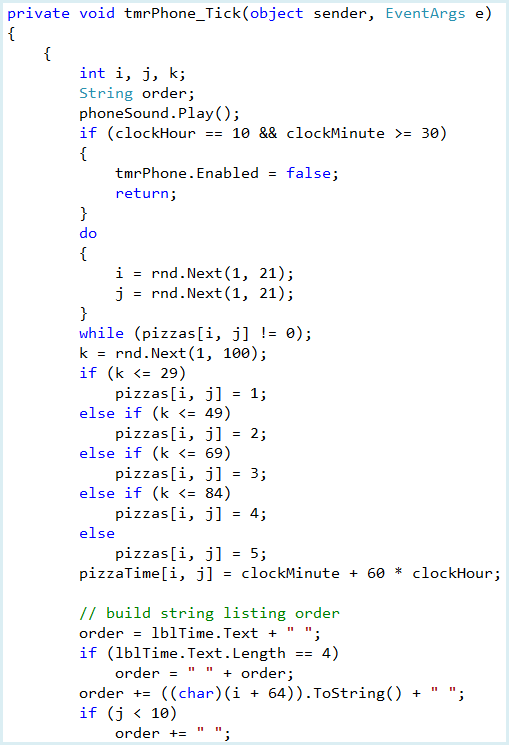 private void tmrPhone_Tick(object sender, EventArgs e)
{
    {
        int i, j, k;
        String order;
        phoneSound.Play();
        if (clockHour == 10 && clockMinute >= 30)
        {
            tmrPhone.Enabled = false;
            return;
        }
        do
        {
            i = rnd.Next(1, 21);
            j = rnd.Next(1, 21);
        }
        while (pizzas[i, j] != 0);
        k = rnd.Next(1, 100);
        if (k <= 29)
            pizzas[i, j] = 1;
        else if (k <= 49)
            pizzas[i, j] = 2;
        else if (k <= 69)
            pizzas[i, j] = 3;
        else if (k <= 84)
            pizzas[i, j] = 4;
        else
            pizzas[i, j] = 5;
        pizzaTime[i, j] = clockMinute + 60 * clockHour;

        // build string listing order
        order = lblTime.Text + " ";
        if (lblTime.Text.Length == 4)
            order = " " + order;
        order += ((char)(i + 64)).ToString() + " ";
        if (j < 10)
            order += " ";